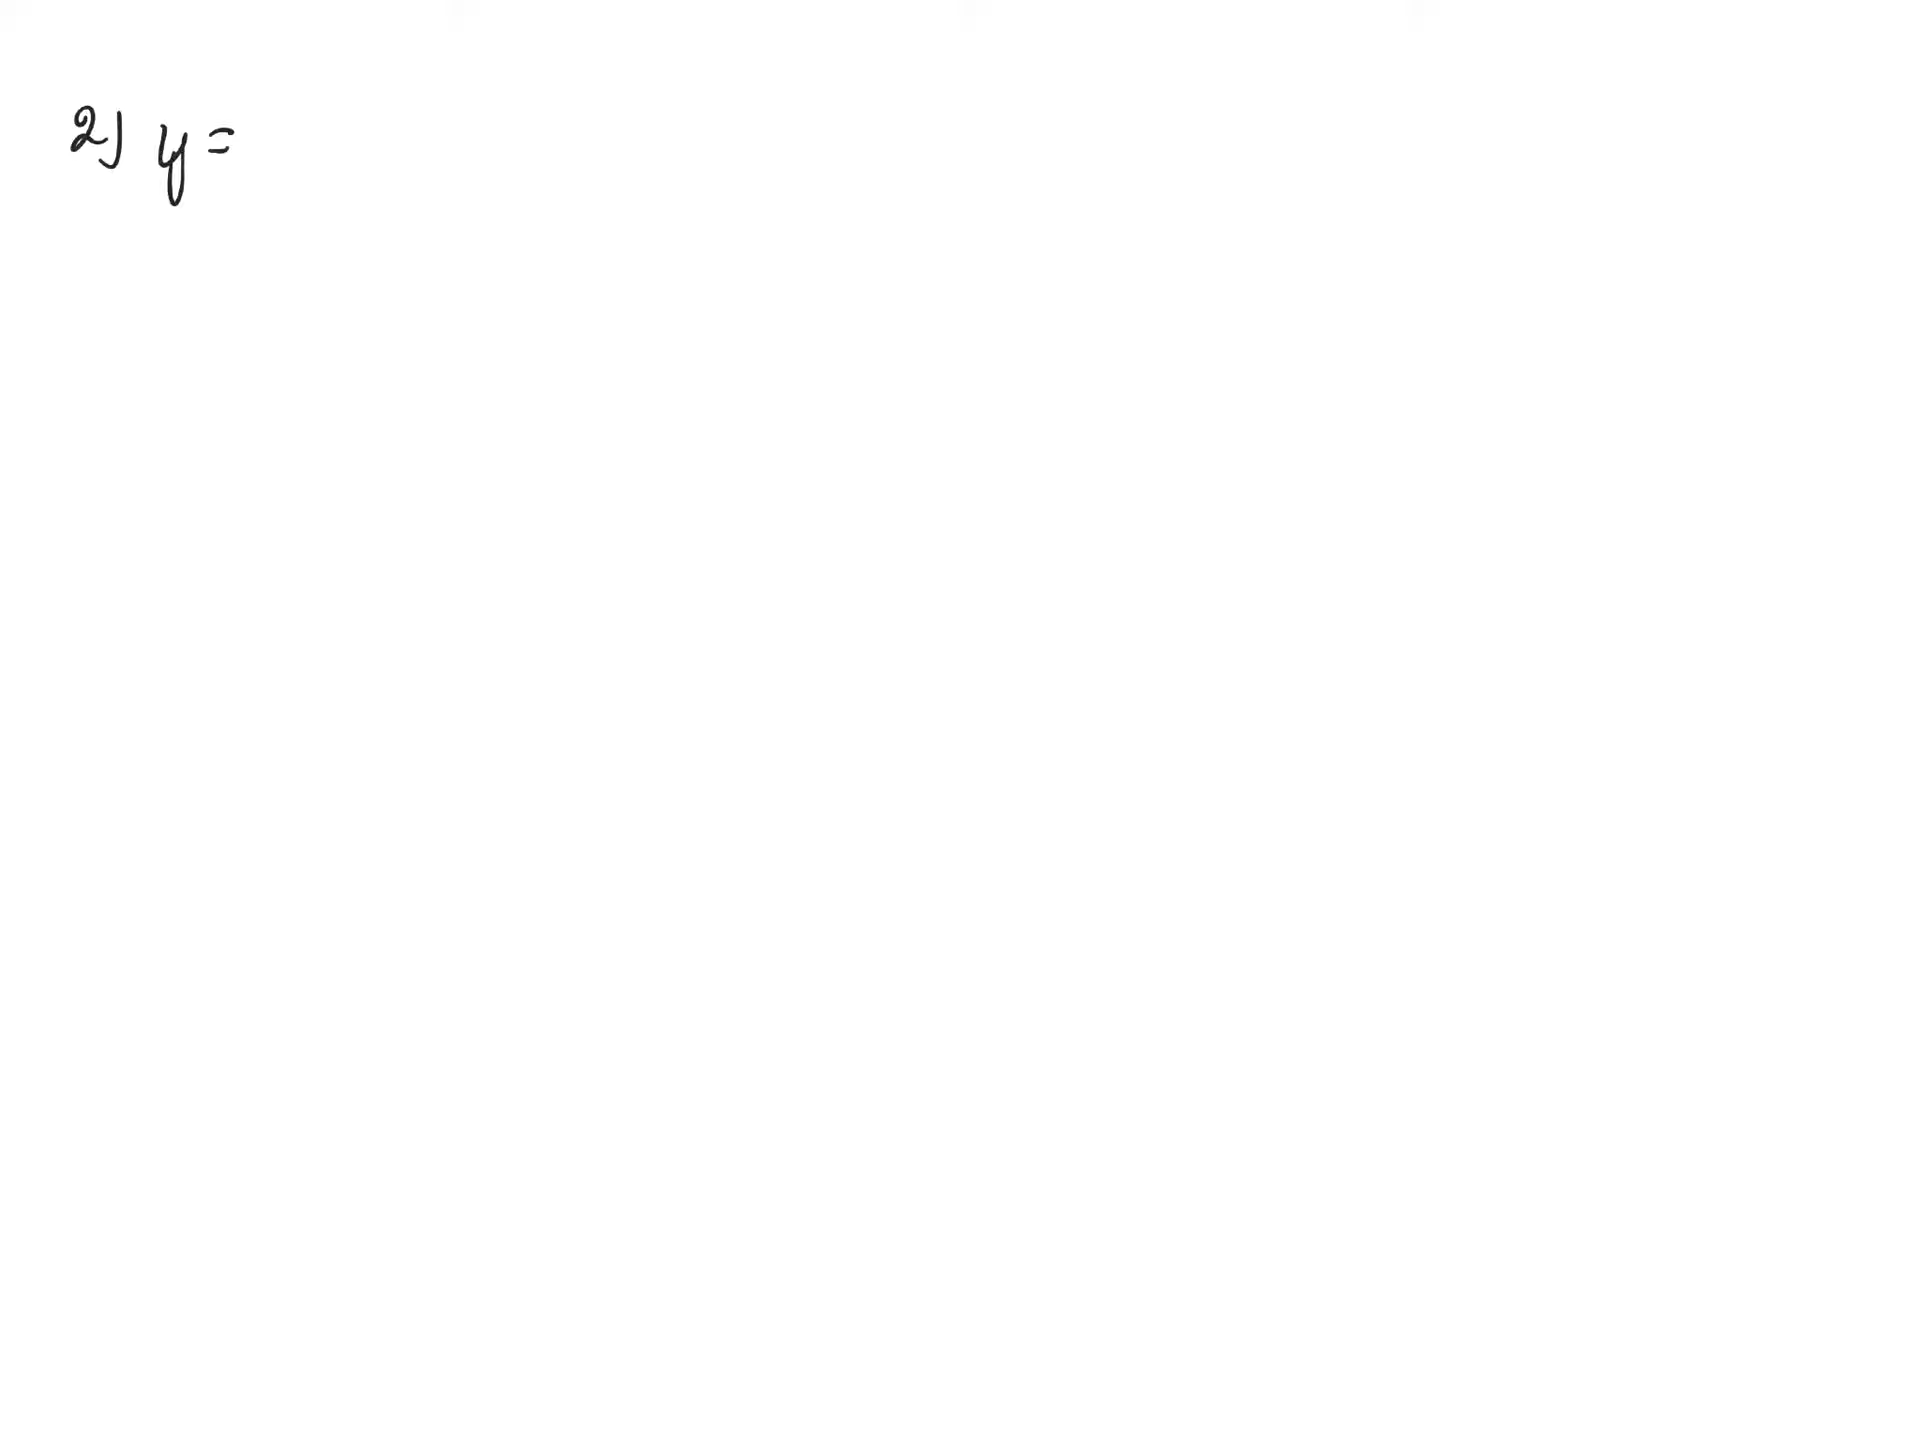 2) y =